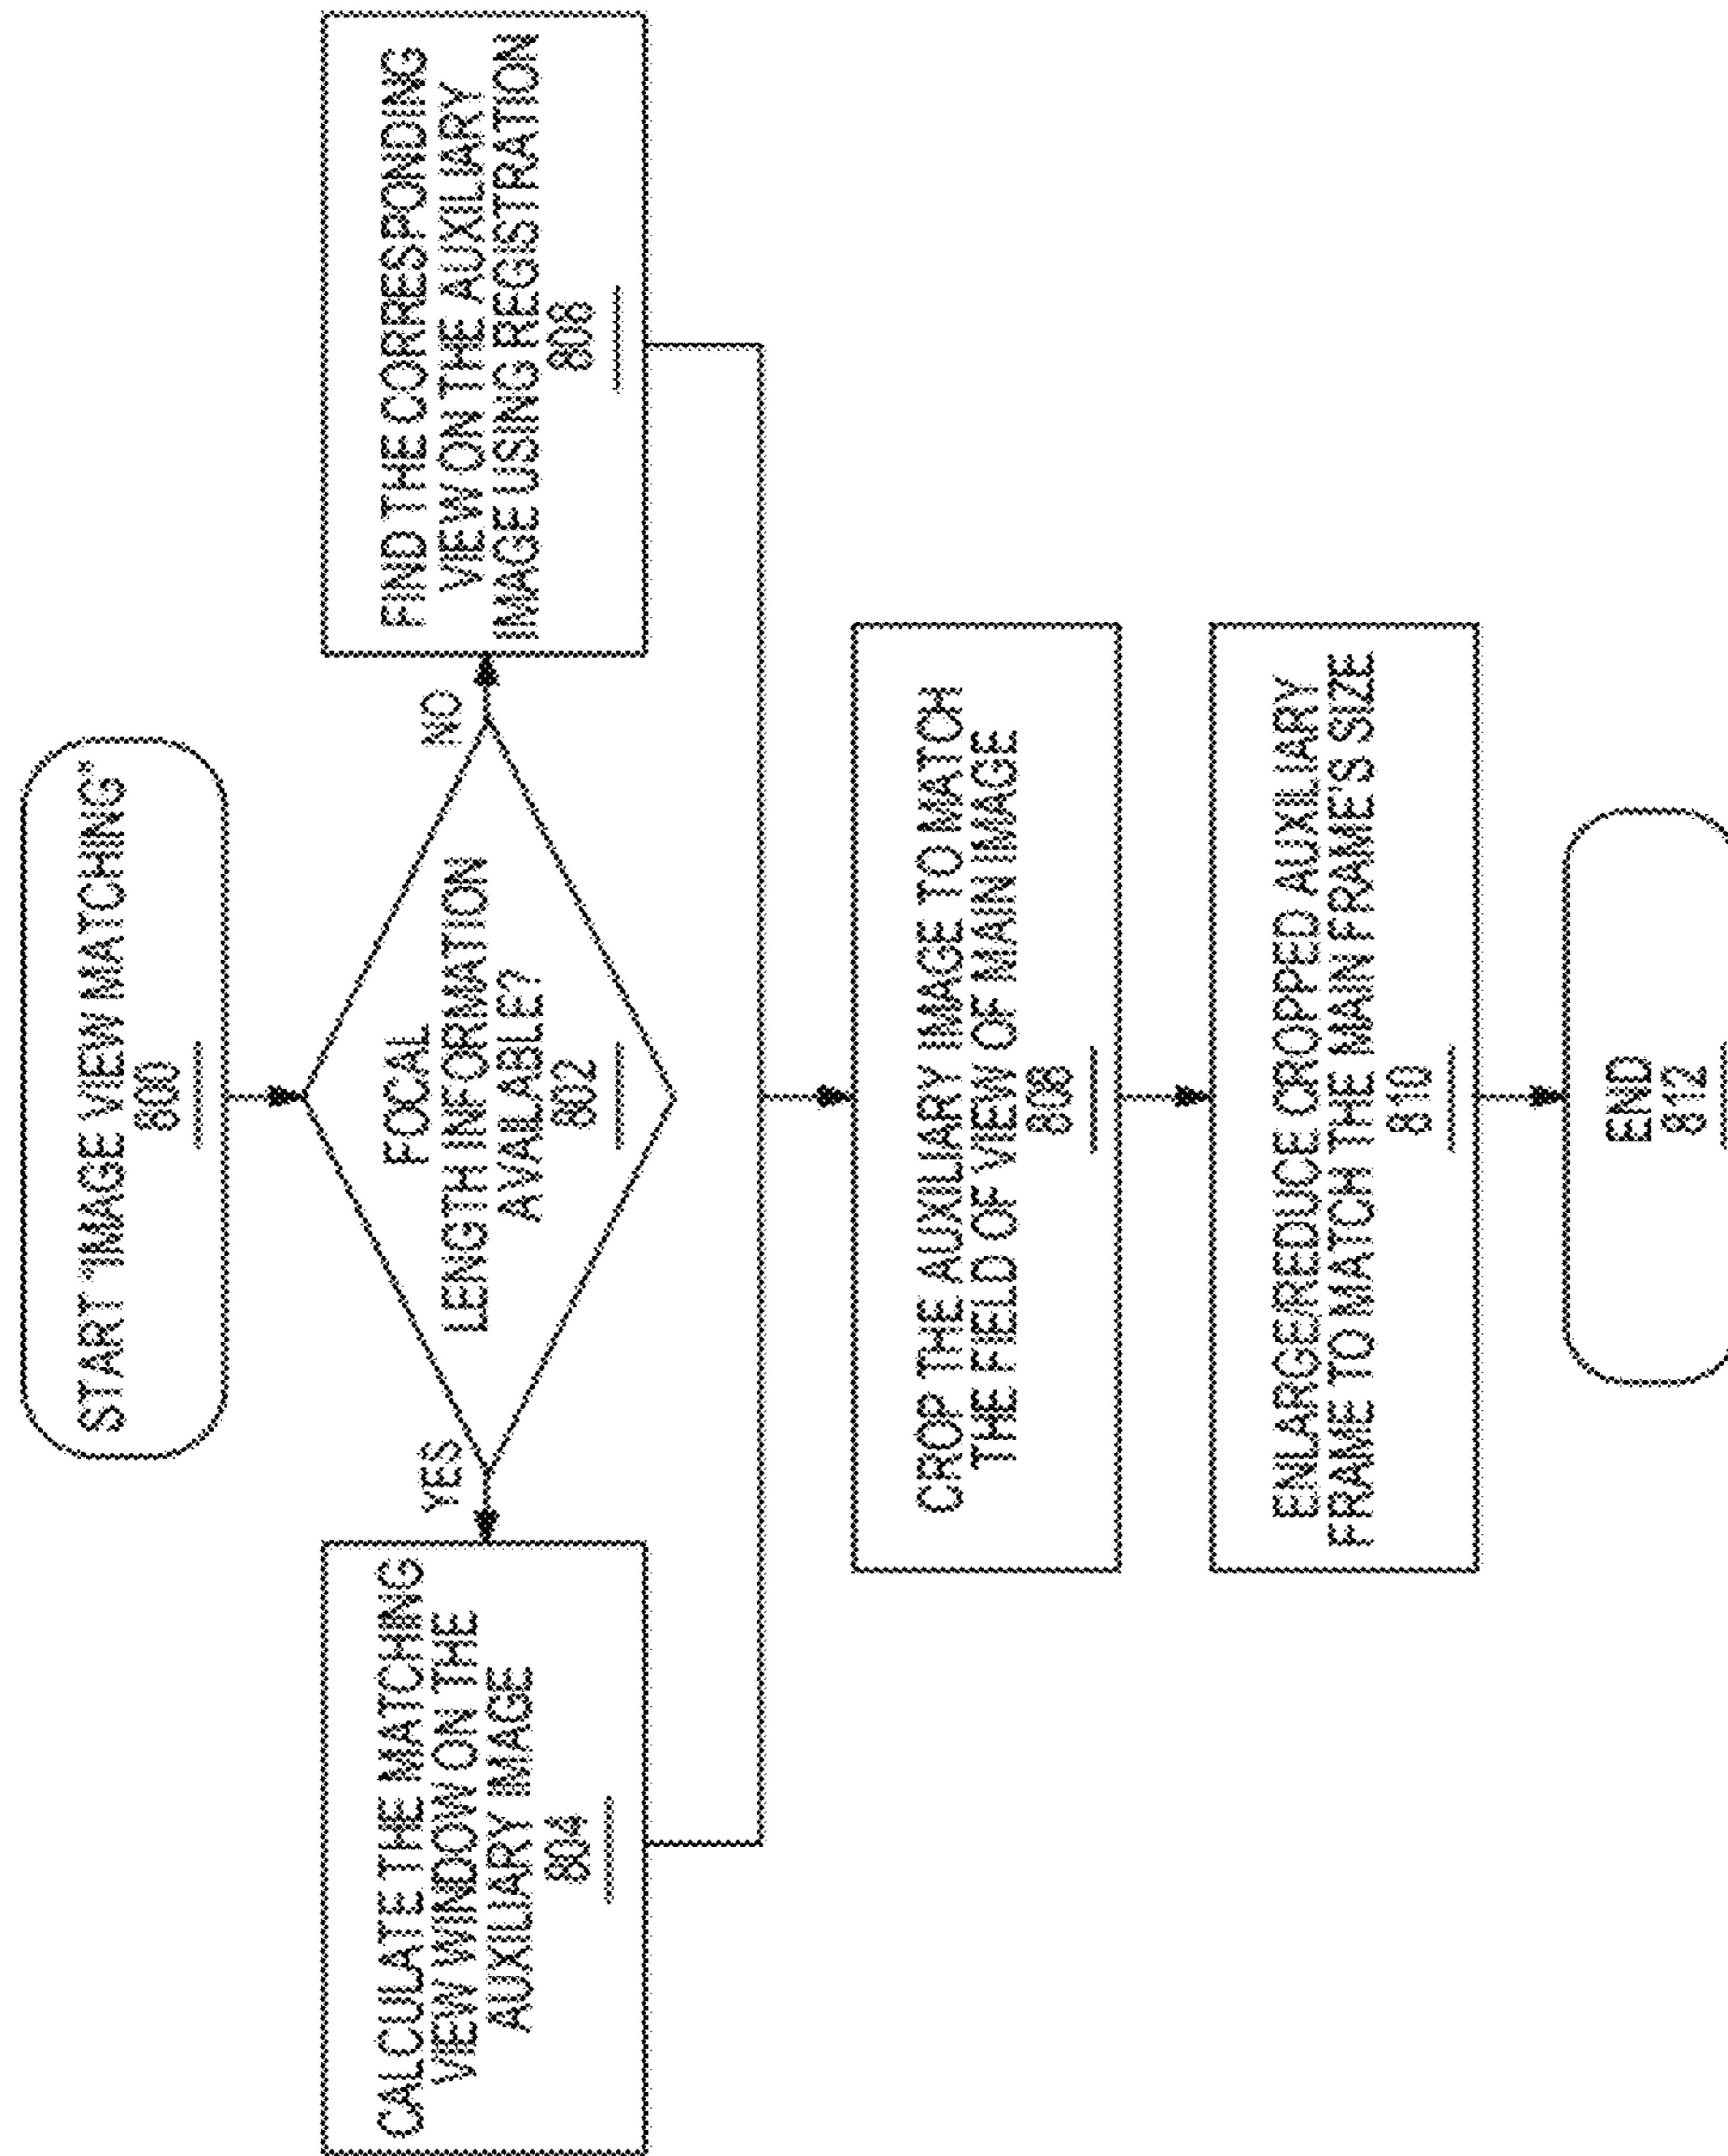 START "IMAGE VIEW MATCHING"
800
FOCAL
LENGTH INFORMATION
AVAILABLE?
802
YES
NO
CALCULATE THE MATCHING
VIEW WINDOW ON THE
AUXILIARY IMAGE
804
FIND THE CORRESPONDING
VIEW ON THE AUXILIARY
IMAGE USING REGISTRATION
808
CROP THE AUXILIARY IMAGE TO MATCH
THE FIELD OF VIEW OF MAIN IMAGE
808
ENLARGE/REDUCE CROPPED AUXILIARY
FRAME TO MATCH THE MAIN FRAME'S SIZE
810
END
812